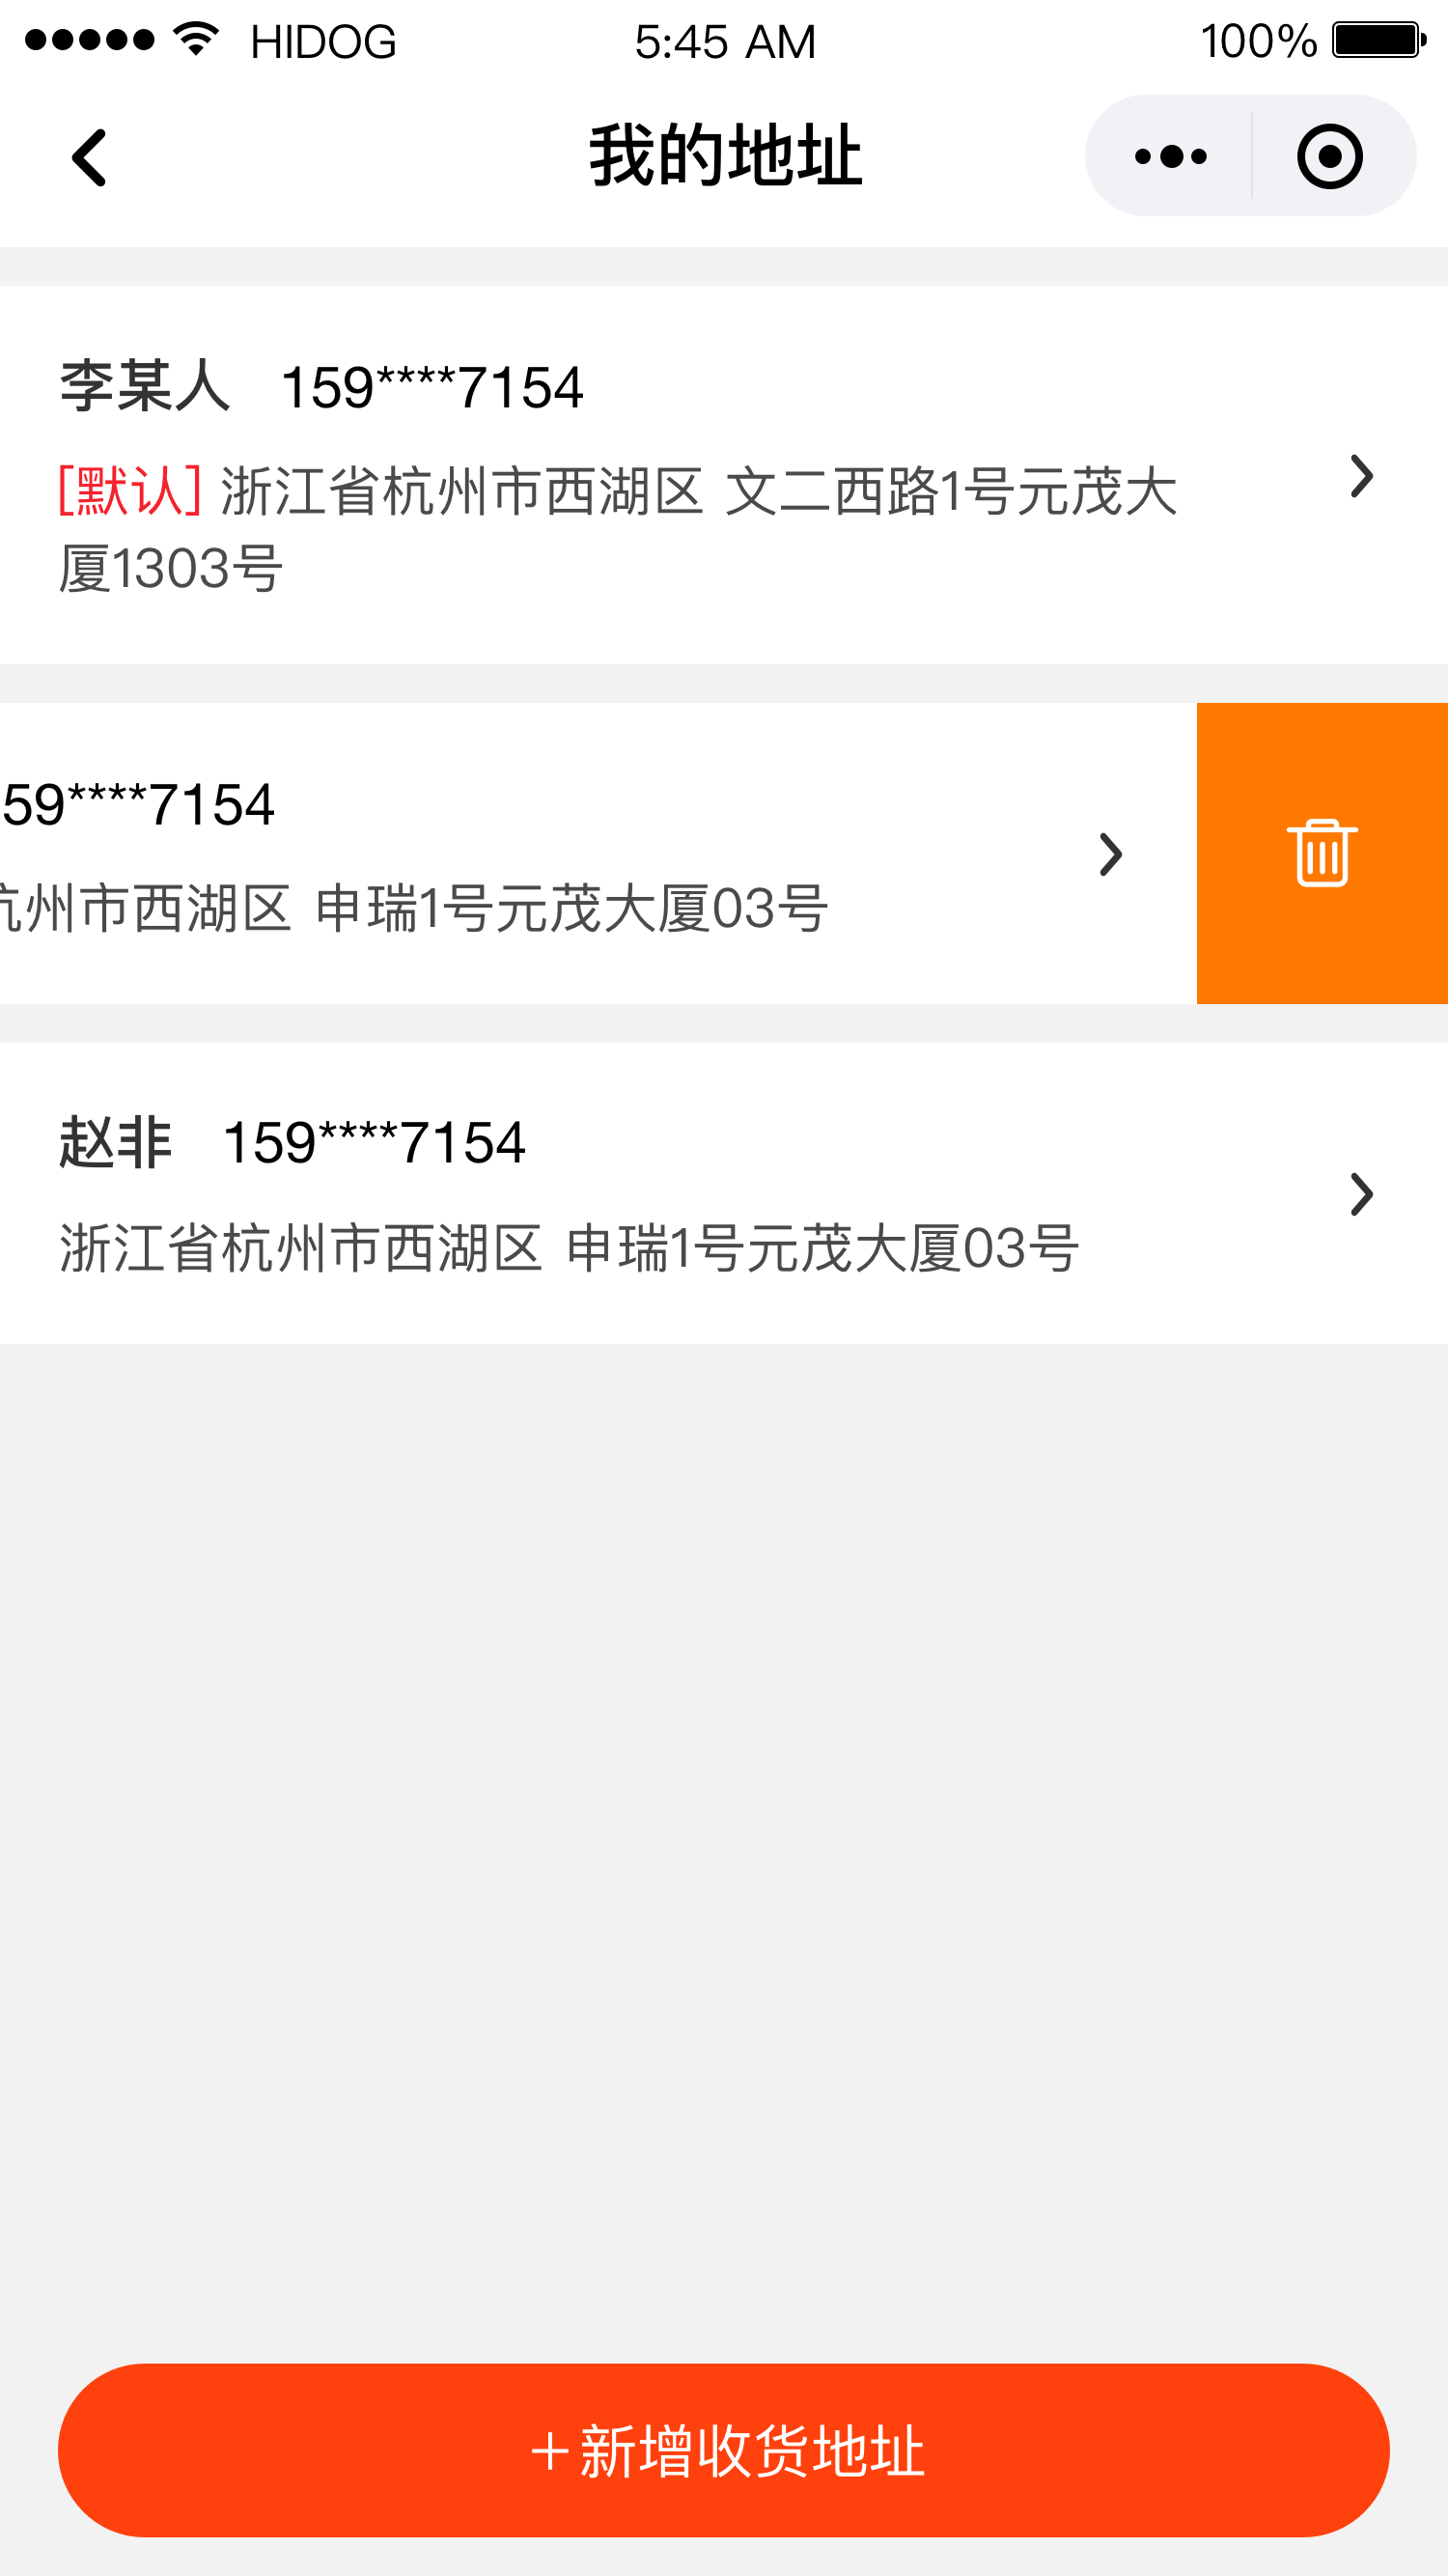 HIDOG 5:45 AM 100%
我的地址
李某人 159****7154
[默认] 浙江省杭州市西湖区 文二西路1号元茂大
厦1303号
59****7154
州市西湖区 申瑞1号元茂大厦03号
赵非 159****7154
浙江省杭州市西湖区 申瑞1号元茂大厦03号
+新增收货地址